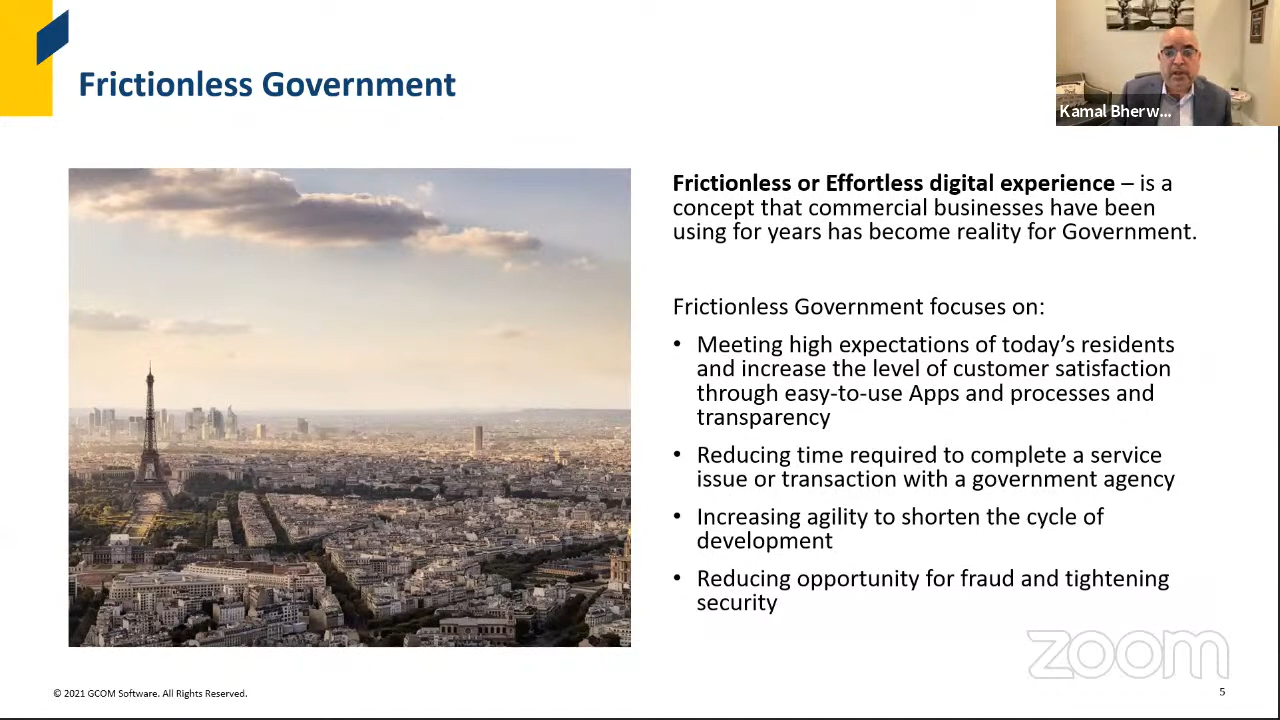 Frictionless Government
Kamal Bherw...
Frictionless or Effortless digital experience – is a
concept that commercial businesses have been
using for years has become reality for Government.
Frictionless Government focuses on:
• Meeting high expectations of today’s residents
and increase the level of customer satisfaction
through easy-to-use Apps and processes and
transparency
• Reducing time required to complete a service
issue or transaction with a government agency
• Increasing agility to shorten the cycle of
development
• Reducing opportunity for fraud and tightening
security
zoom
© 2021 GCOM Software. All Rights Reserved.
5